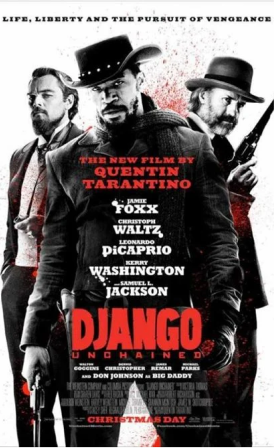 LIFE, LIBERTY AND THE PURSUIT OF VENGEANCE
THE NEW FILM BY
QUENTIN
TARANTINO
JAMIE
FOXX
CHRISTOPH
WALTZ
LEONARDO
DiCAPRIO
KERRY
WASHINGTON
AND SAMUEL L.
JACKSON
DJANGO
UNCHAINED
WALTON GOGGINS
DENNIS CHRISTOPHER
JAMES REMAR
MICHAEL PARKS
AND DON JOHNSON AS BIG DADDY
CHRISTMAS DAY